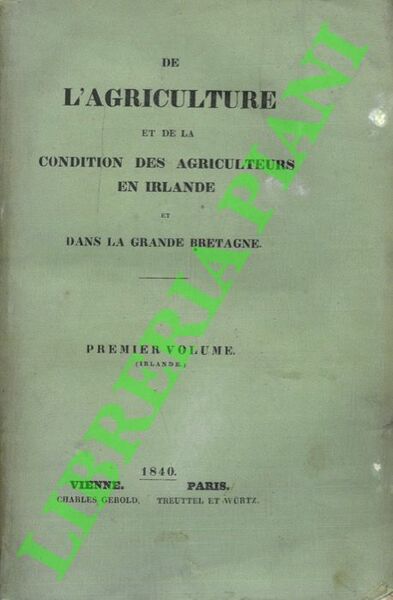 DE
L'AGRICULTURE
ET DE LA
CONDITION DES AGRICULTEURS
EN IRLANDE
ET
DANS LA GRANDE BRETAGNE.
PREMIER VOLUME.
(IRLANDE.)
1840.
VIENNE. PARIS.
CHARLES GEROLD. TREUTTEL ET WÜRTZ.
LIBRERIA PIANI